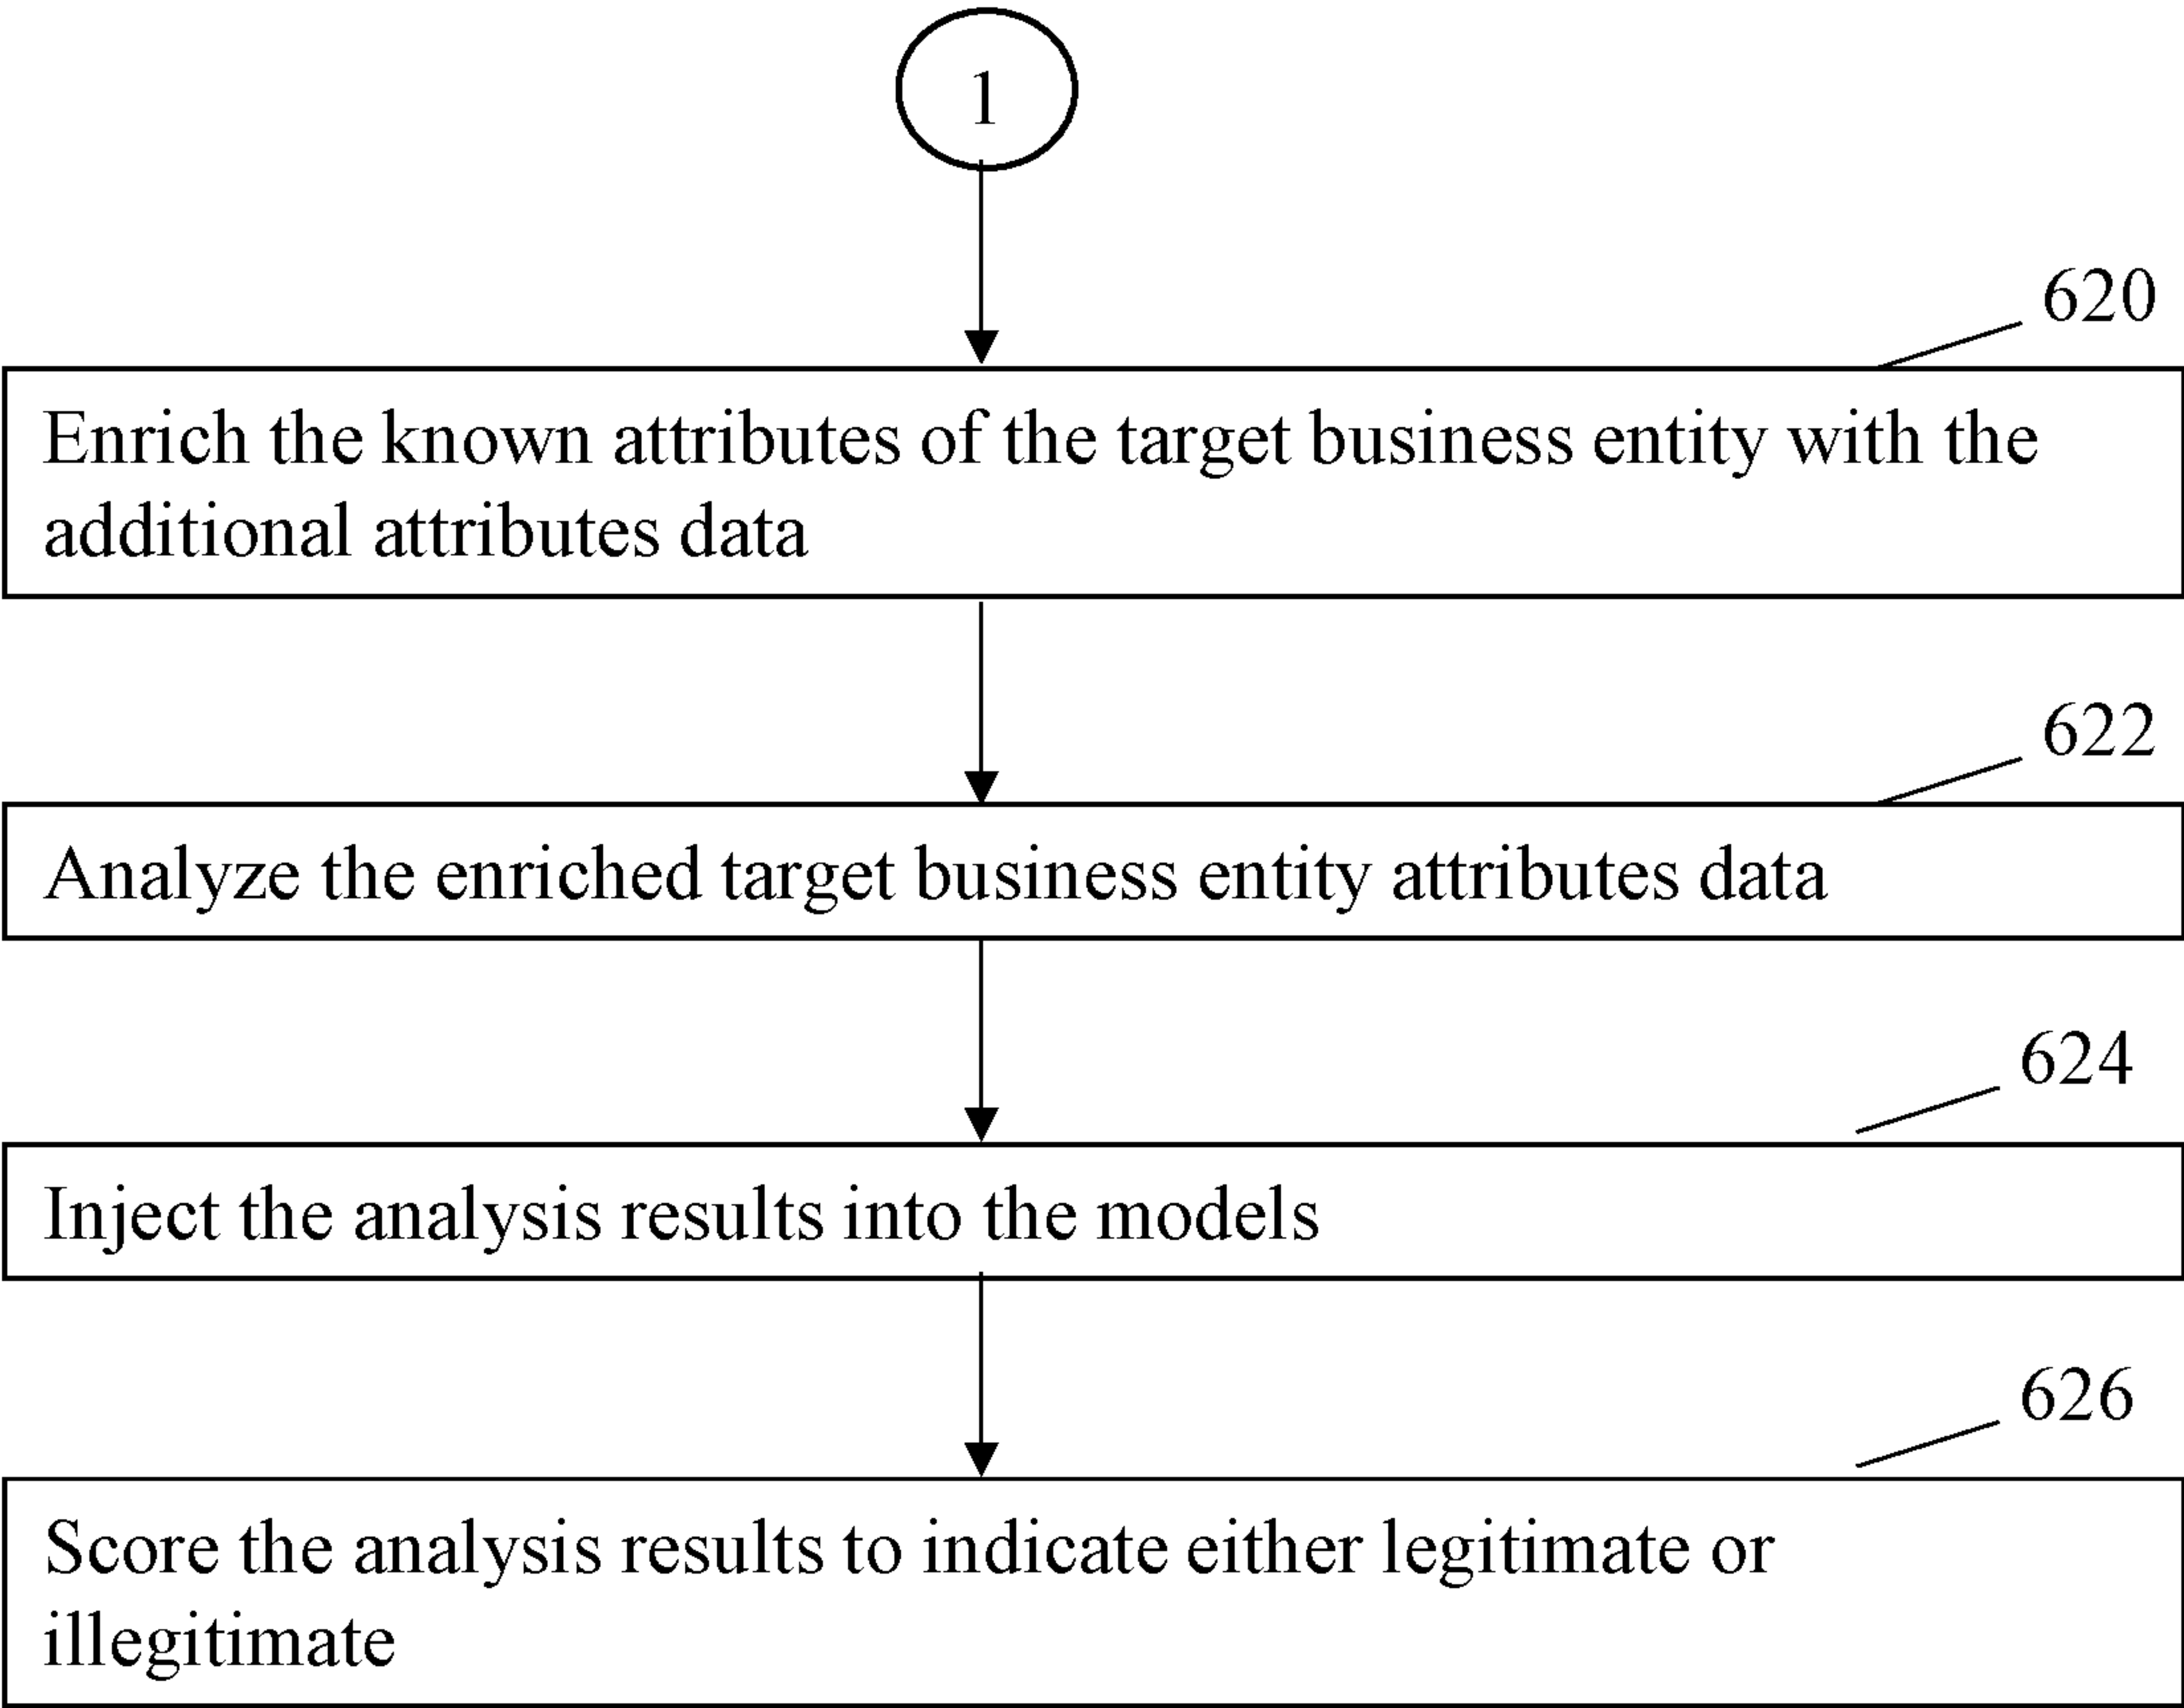 1
620
Enrich the known attributes of the target business entity with the
additional attributes data
622
Analyze the enriched target business entity attributes data
624
Inject the analysis results into the models
626
Score the analysis results to indicate either legitimate or
illegitimate